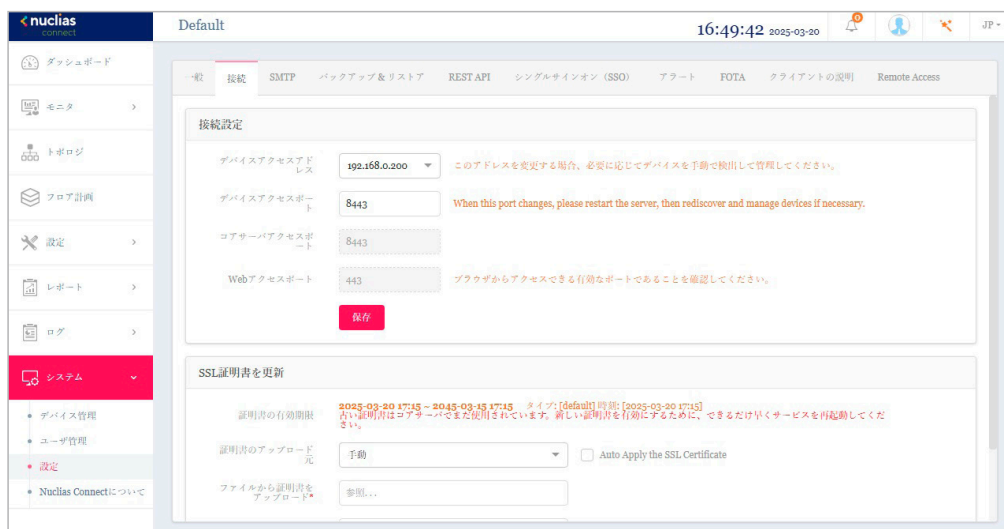 nuclias
connect
Default
16:49:42 2025-03-20
0
JP
ダッシュボード
モニタ
トポロジ
フロア計画
設定
レポート
ログ
システム
デバイス管理
ユーザ管理
設定
Nuclias Connectについて
一般 接続 SMTP バックアップ＆リストア REST API シングルサインオン（SSO） アラート FOTA クライアントの説明 Remote Access
接続設定
デバイスアクセスアド
レス
192.168.0.200
このアドレスを変更する場合、必要に応じてデバイスを手動で検出して管理してください。
デバイスアクセスポー
ト
8443
When this port changes, please restart the server, then rediscover and manage devices if necessary.
コアサーバアクセスポ
ート
8443
Webアクセスポート
443
ブラウザからアクセスできる有効なポートであることを確認してください。
保存
SSL証明書を更新
証明書の有効期限
2025-03-20 17:15 ~ 2045-03-15 17:15 タイプ: [default] 時刻: [2025-03-20 17:15]
古い証明書はコアサーバでまだ使用されています。新しい証明書を有効にするために、できるだけ早くサービスを再起動してくだ
さい。
証明書のアップロード
元
手動
Auto Apply the SSL Certificate
ファイルから証明書を
アップロード*
参照...